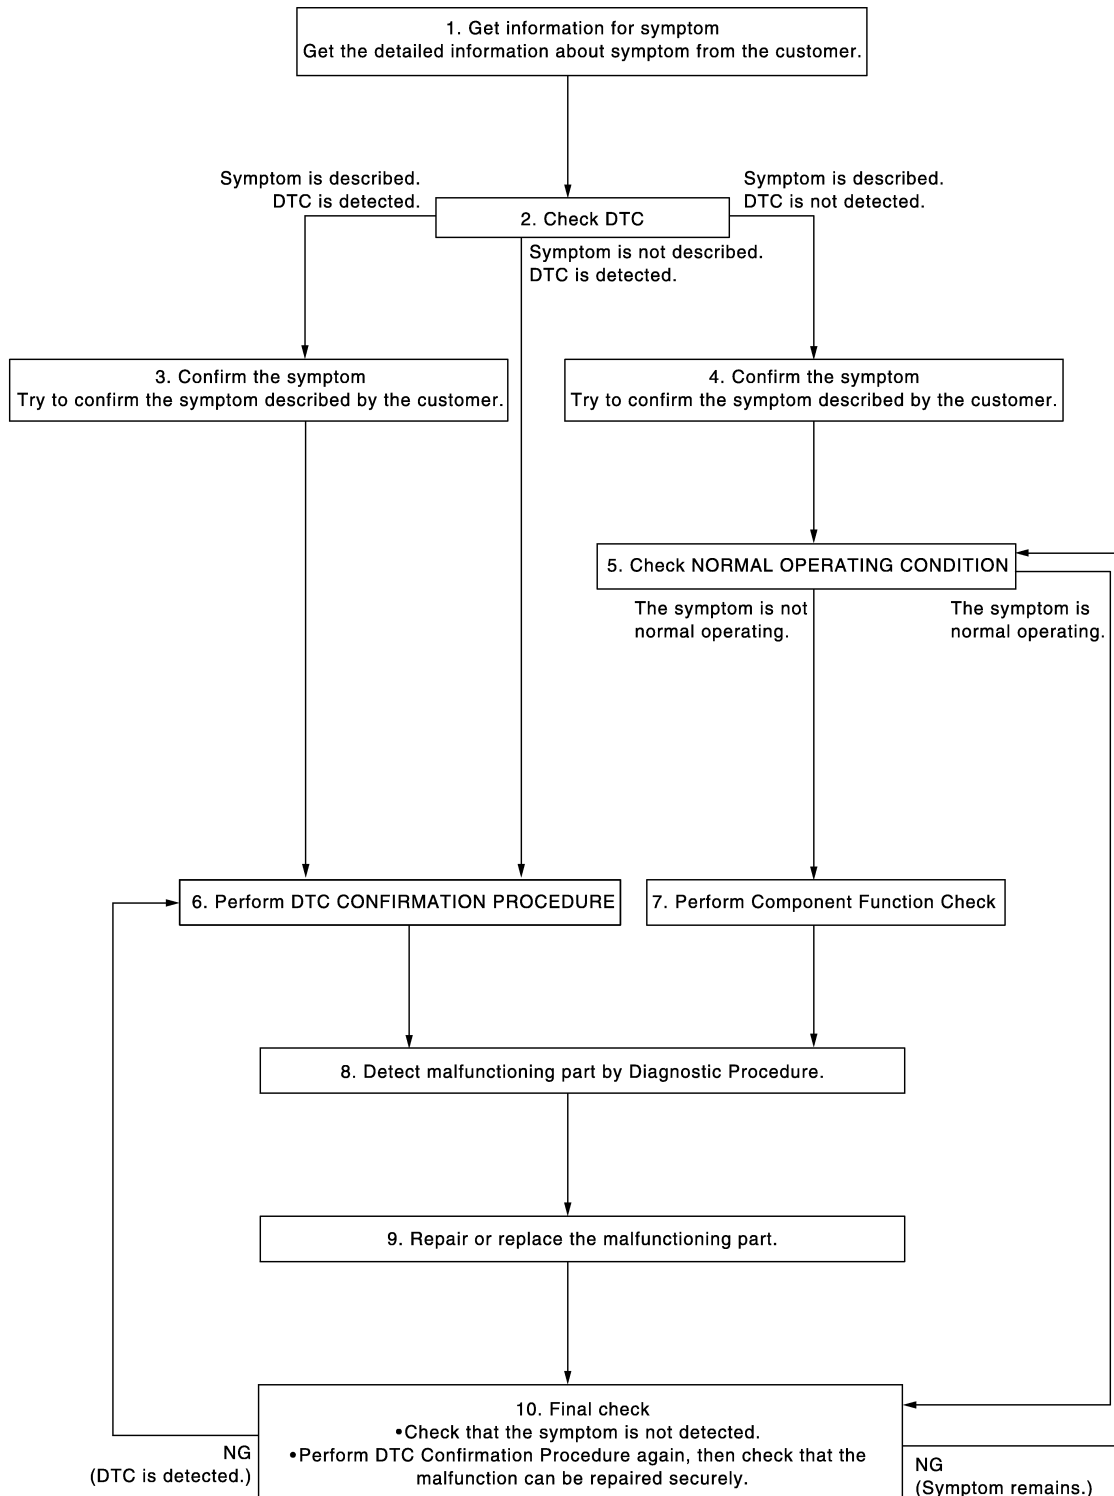 1. Get information for symptom
Get the detailed information about symptom from the customer.
Symptom is described.
DTC is detected.
Symptom is described.
DTC is not detected.
2. Check DTC
Symptom is not described.
DTC is detected.
3. Confirm the symptom
Try to confirm the symptom described by the customer.
4. Confirm the symptom
Try to confirm the symptom described by the customer.
5. Check NORMAL OPERATING CONDITION
The symptom is not
normal operating.
The symptom is
normal operating.
6. Perform DTC CONFIRMATION PROCEDURE
7. Perform Component Function Check
8. Detect malfunctioning part by Diagnostic Procedure.
9. Repair or replace the malfunctioning part.
10. Final check
•Check that the symptom is not detected.
•Perform DTC Confirmation Procedure again, then check that the
malfunction can be repaired securely.
NG
(DTC is detected.)
NG
(Symptom remains.)